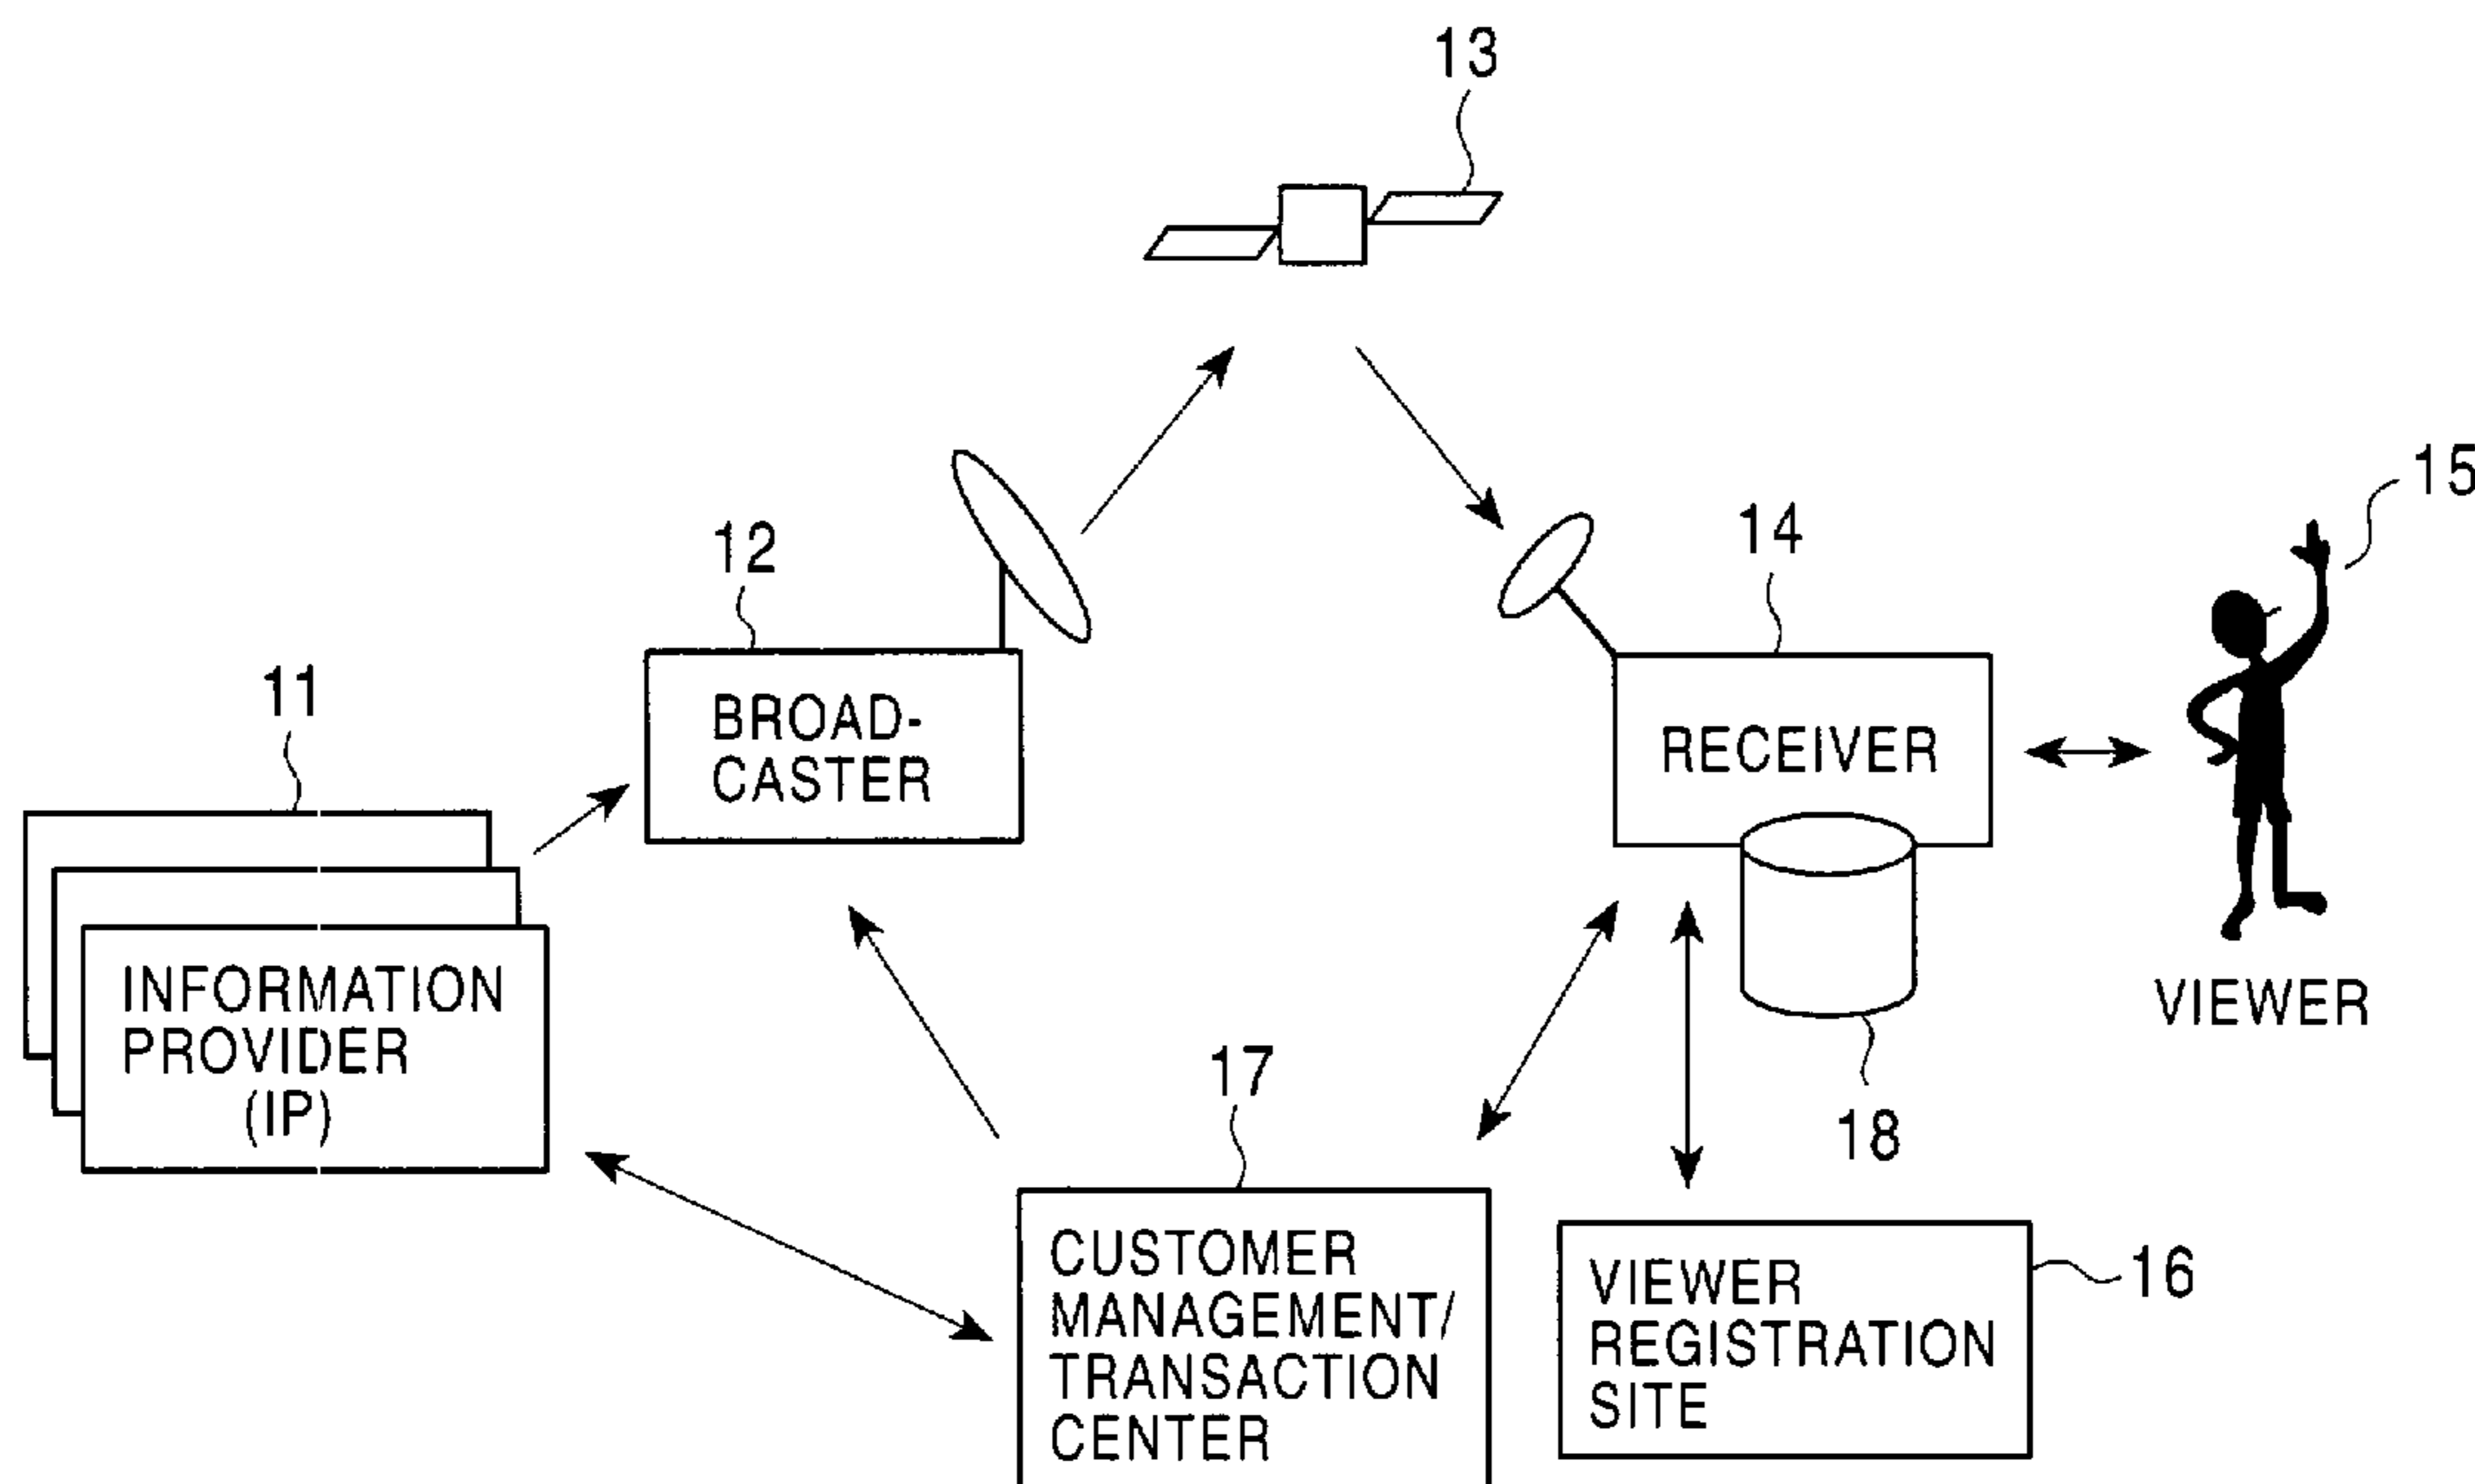 13
15
12
14
11
BROAD-
CASTER
RECEIVER
INFORMATION
PROVIDER
(IP)
VIEWER
17
18
CUSTOMER
MANAGEMENT/
TRANSACTION
CENTER
VIEWER
REGISTRATION
SITE
16